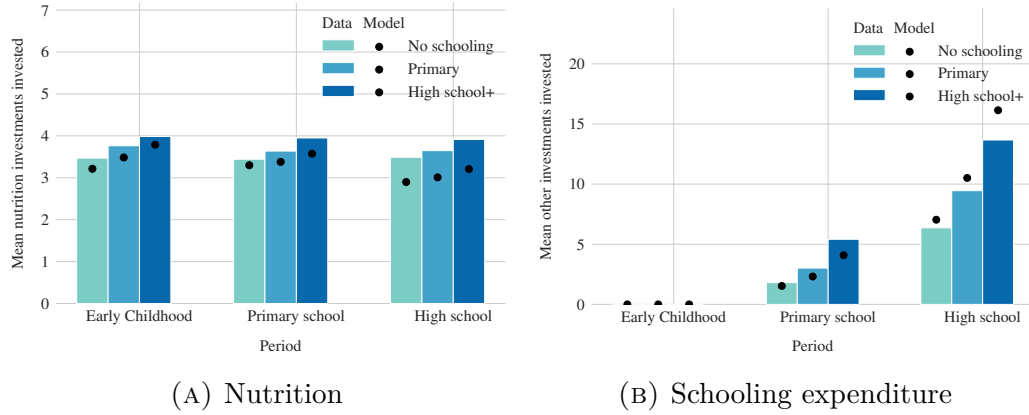 Mean nutrition investments invested
7
6
5
4
3
2
1
0
Data Model
No schooling
Primary
High school+
Early Childhood Primary school High school
Period
(A) Nutrition
Mean other investments invested
20
15
10
5
0
Data Model
No schooling
Primary
High school+
Early Childhood Primary school High school
Period
(B) Schooling expenditure